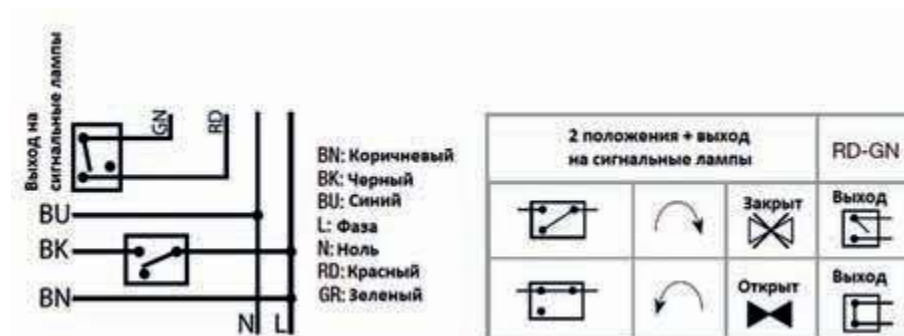 Выход на
сигнальные лампы
GN
RD
BU
BK
BN
N
L
BN: Коричневый
BK: Черный
BU: Синий
L: Фаза
N: Ноль
RD: Красный
GR: Зеленый
2 положения + выход
на сигнальные лампы
RD-GN
Закрыт
Выход
Открыт
Выход